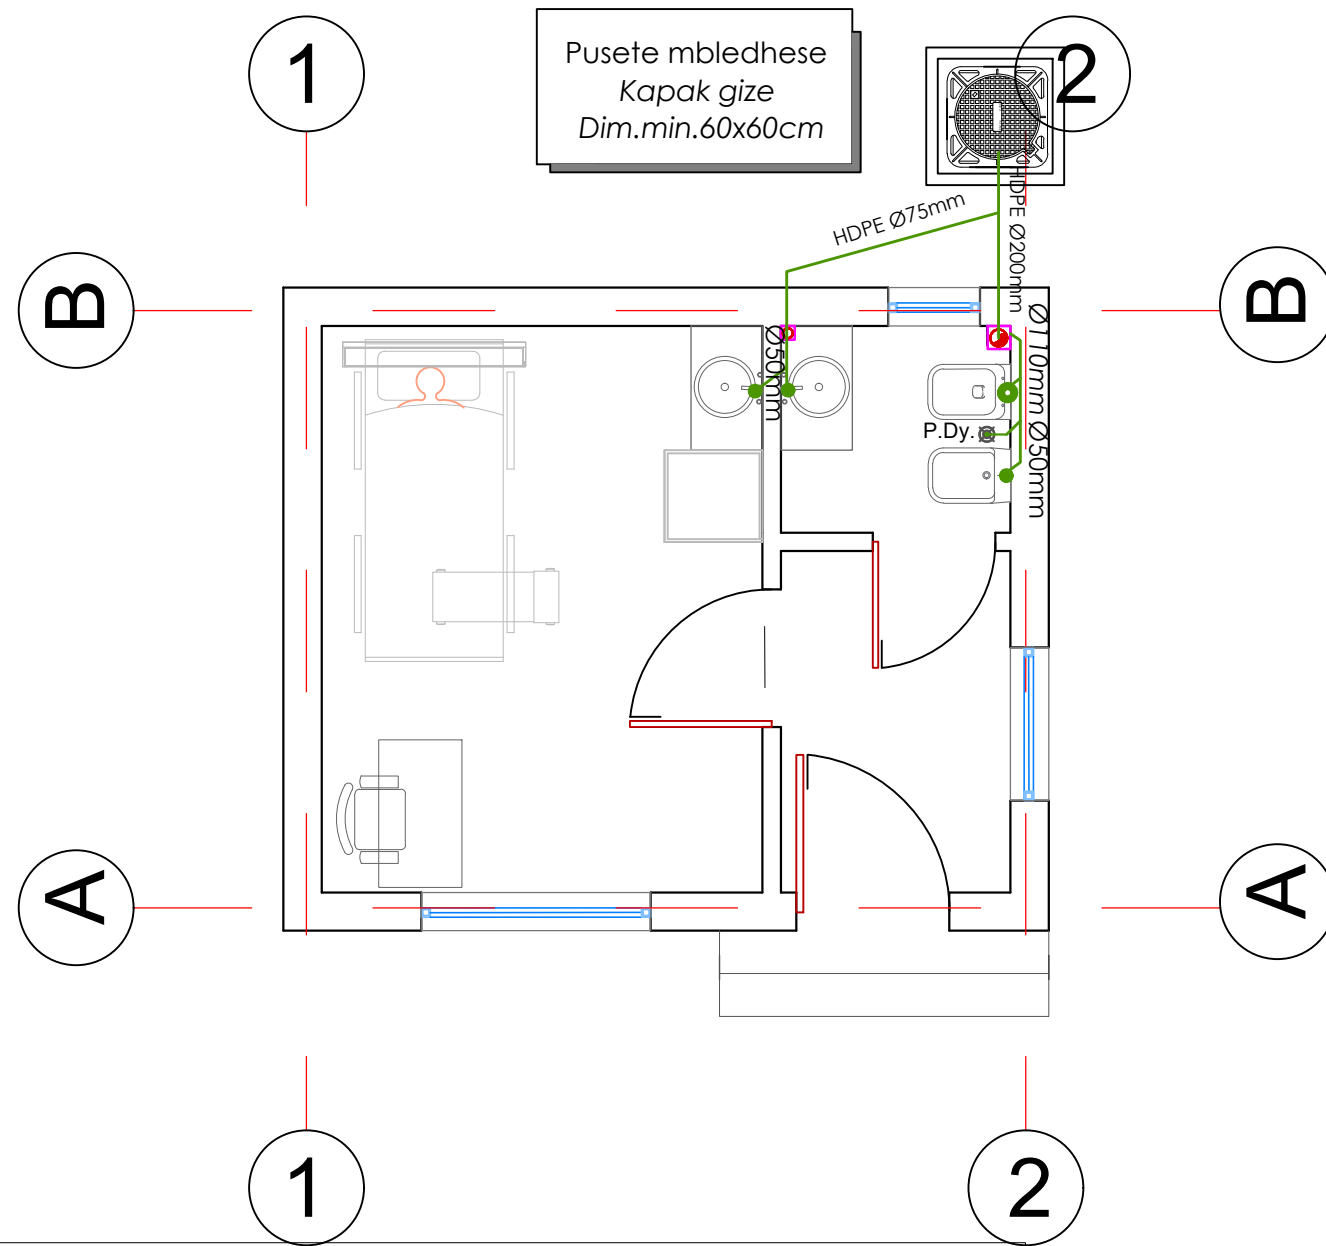 1
Pusete mbledhese
Kapak gize
Dim.min.60x60cm
2
HDPE Ø75mm
HDPE Ø200mm
B
B
Ø50mm
Ø110mm Ø50mm
P.Dy.
A
A
1
2